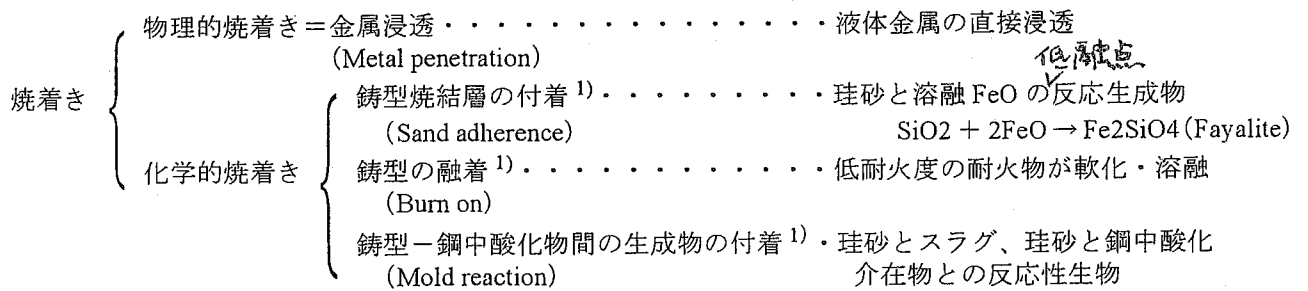 物理的焼着き＝金属浸透・・・・・・・・・・・・・・・液体金属の直接浸透
(Metal penetration)
低融点
焼着き
鋳型焼結層の付着 1)・・・・・・・・・珪砂と溶融 FeO の反応生成物
(Sand adherence)
SiO2 + 2FeO → Fe2SiO4 (Fayalite)
化学的焼着き
鋳型の融着 1)・・・・・・・・・・・・低耐火度の耐火物が軟化・溶融
(Burn on)
鋳型－鋼中酸化物間の生成物の付着 1)・珪砂とスラグ、珪砂と鋼中酸化
(Mold reaction)
介在物との反応性生物